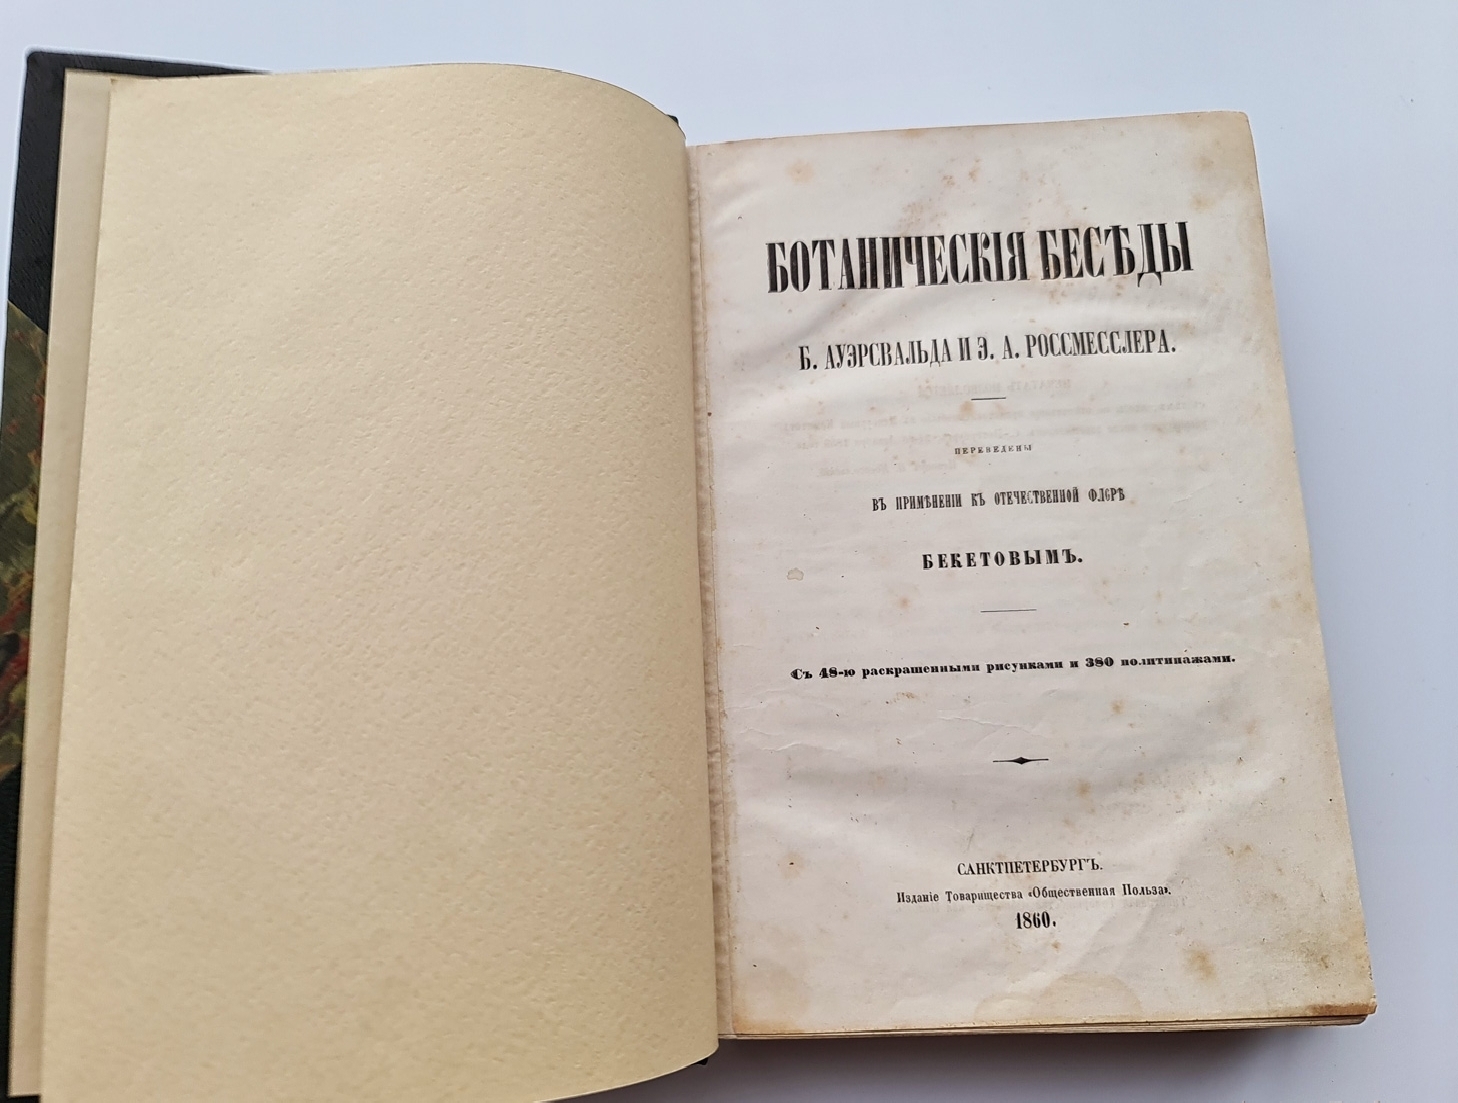 БОТАНИЧЕСКІЯ БЕСѢДЫ
Б. АУЭРСВАЛЬДА И Э. А. РОССМЕССЛЕРА.
ПЕРЕВЕДЕНЫ
ВЪ ПРИМѢНЕНІИ КЪ ОТЕЧЕСТВЕННОЙ ФЛОРѢ
БЕКЕТОВЫМЪ.
Съ 48-ю раскрашенными рисунками и 380 политипажами.
САНКТПЕТЕРБУРГЪ.
Изданіе Товарищества «Общественная Польза».
1860.